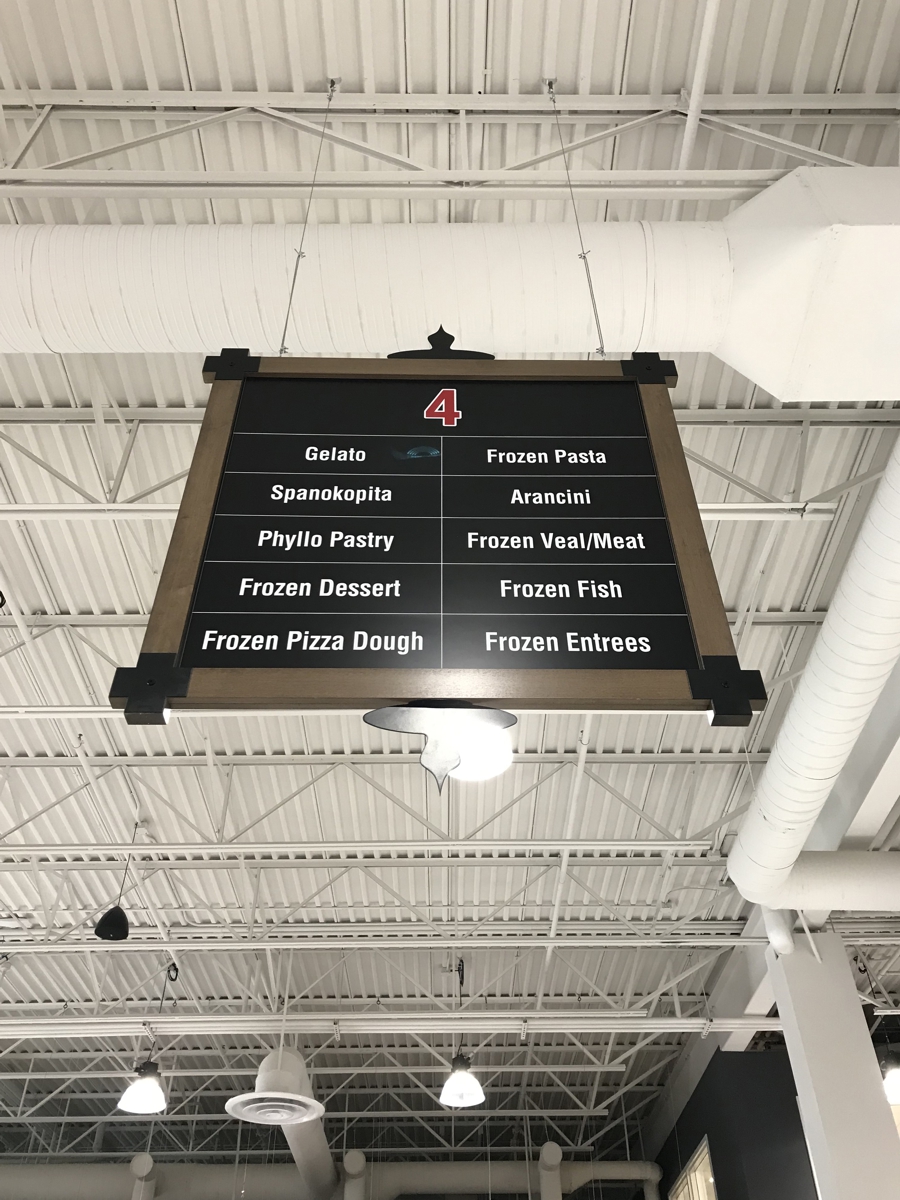 4
Gelato
Frozen Pasta
Spanokopita
Arancini
Phyllo Pastry
Frozen Veal/Meat
Frozen Dessert
Frozen Fish
Frozen Pizza Dough
Frozen Entrees